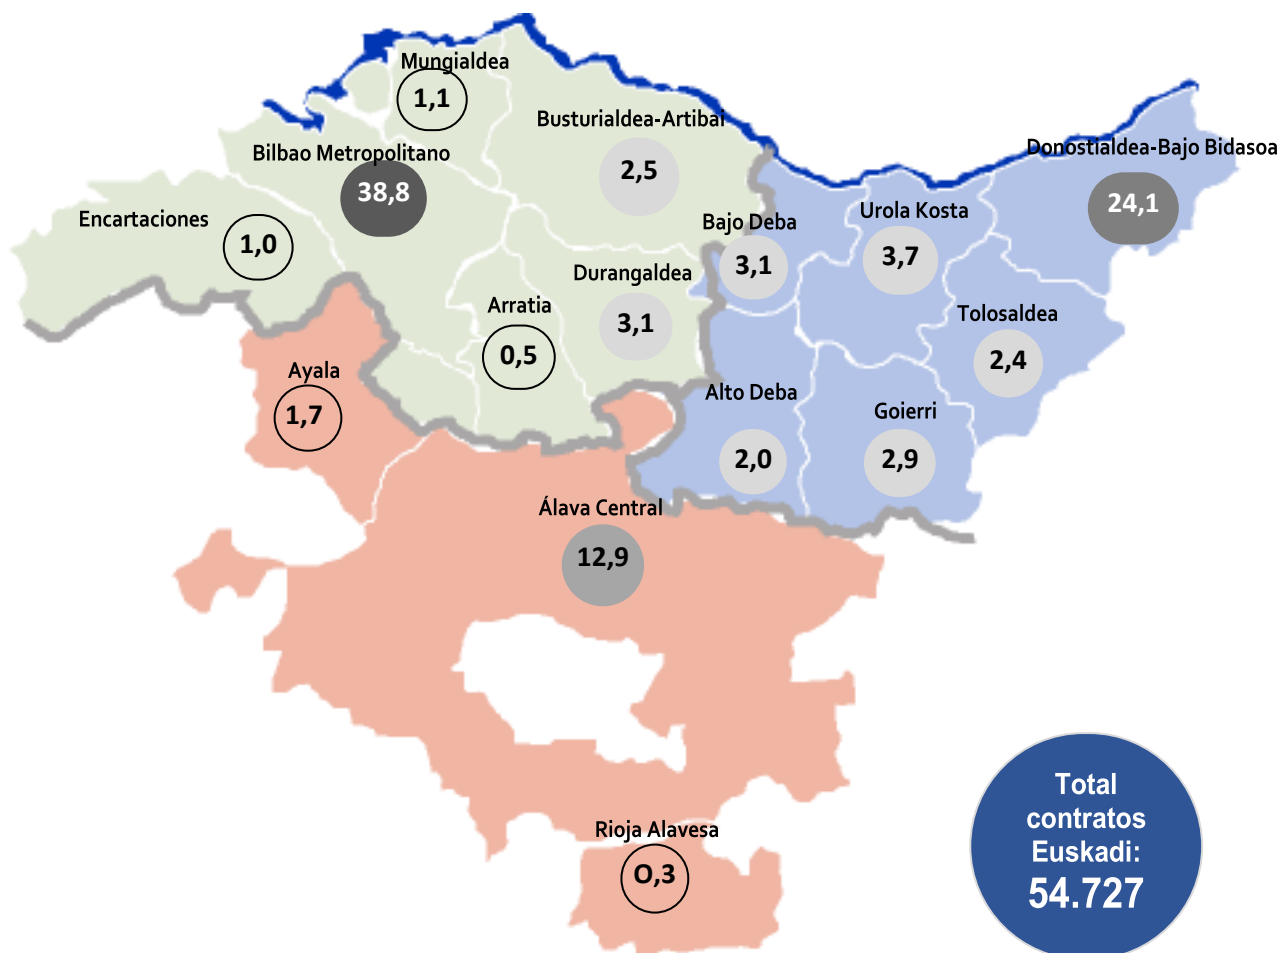 Mungialdea
1,1
Busturialdea-Artibai
2,5
Bilbao Metropolitano
38,8
Donostialdea-Bajo Bidasoa
24,1
Encartaciones
1,0
Bajo Deba
3,1
Urola Kosta
3,7
Durangaldea
3,1
Arratia
0,5
Tolosaldea
2,4
Ayala
1,7
Alto Deba
2,0
Goierri
2,9
Álava Central
12,9
Rioja Alavesa
O,3
Total
contratos
Euskadi:
54.727